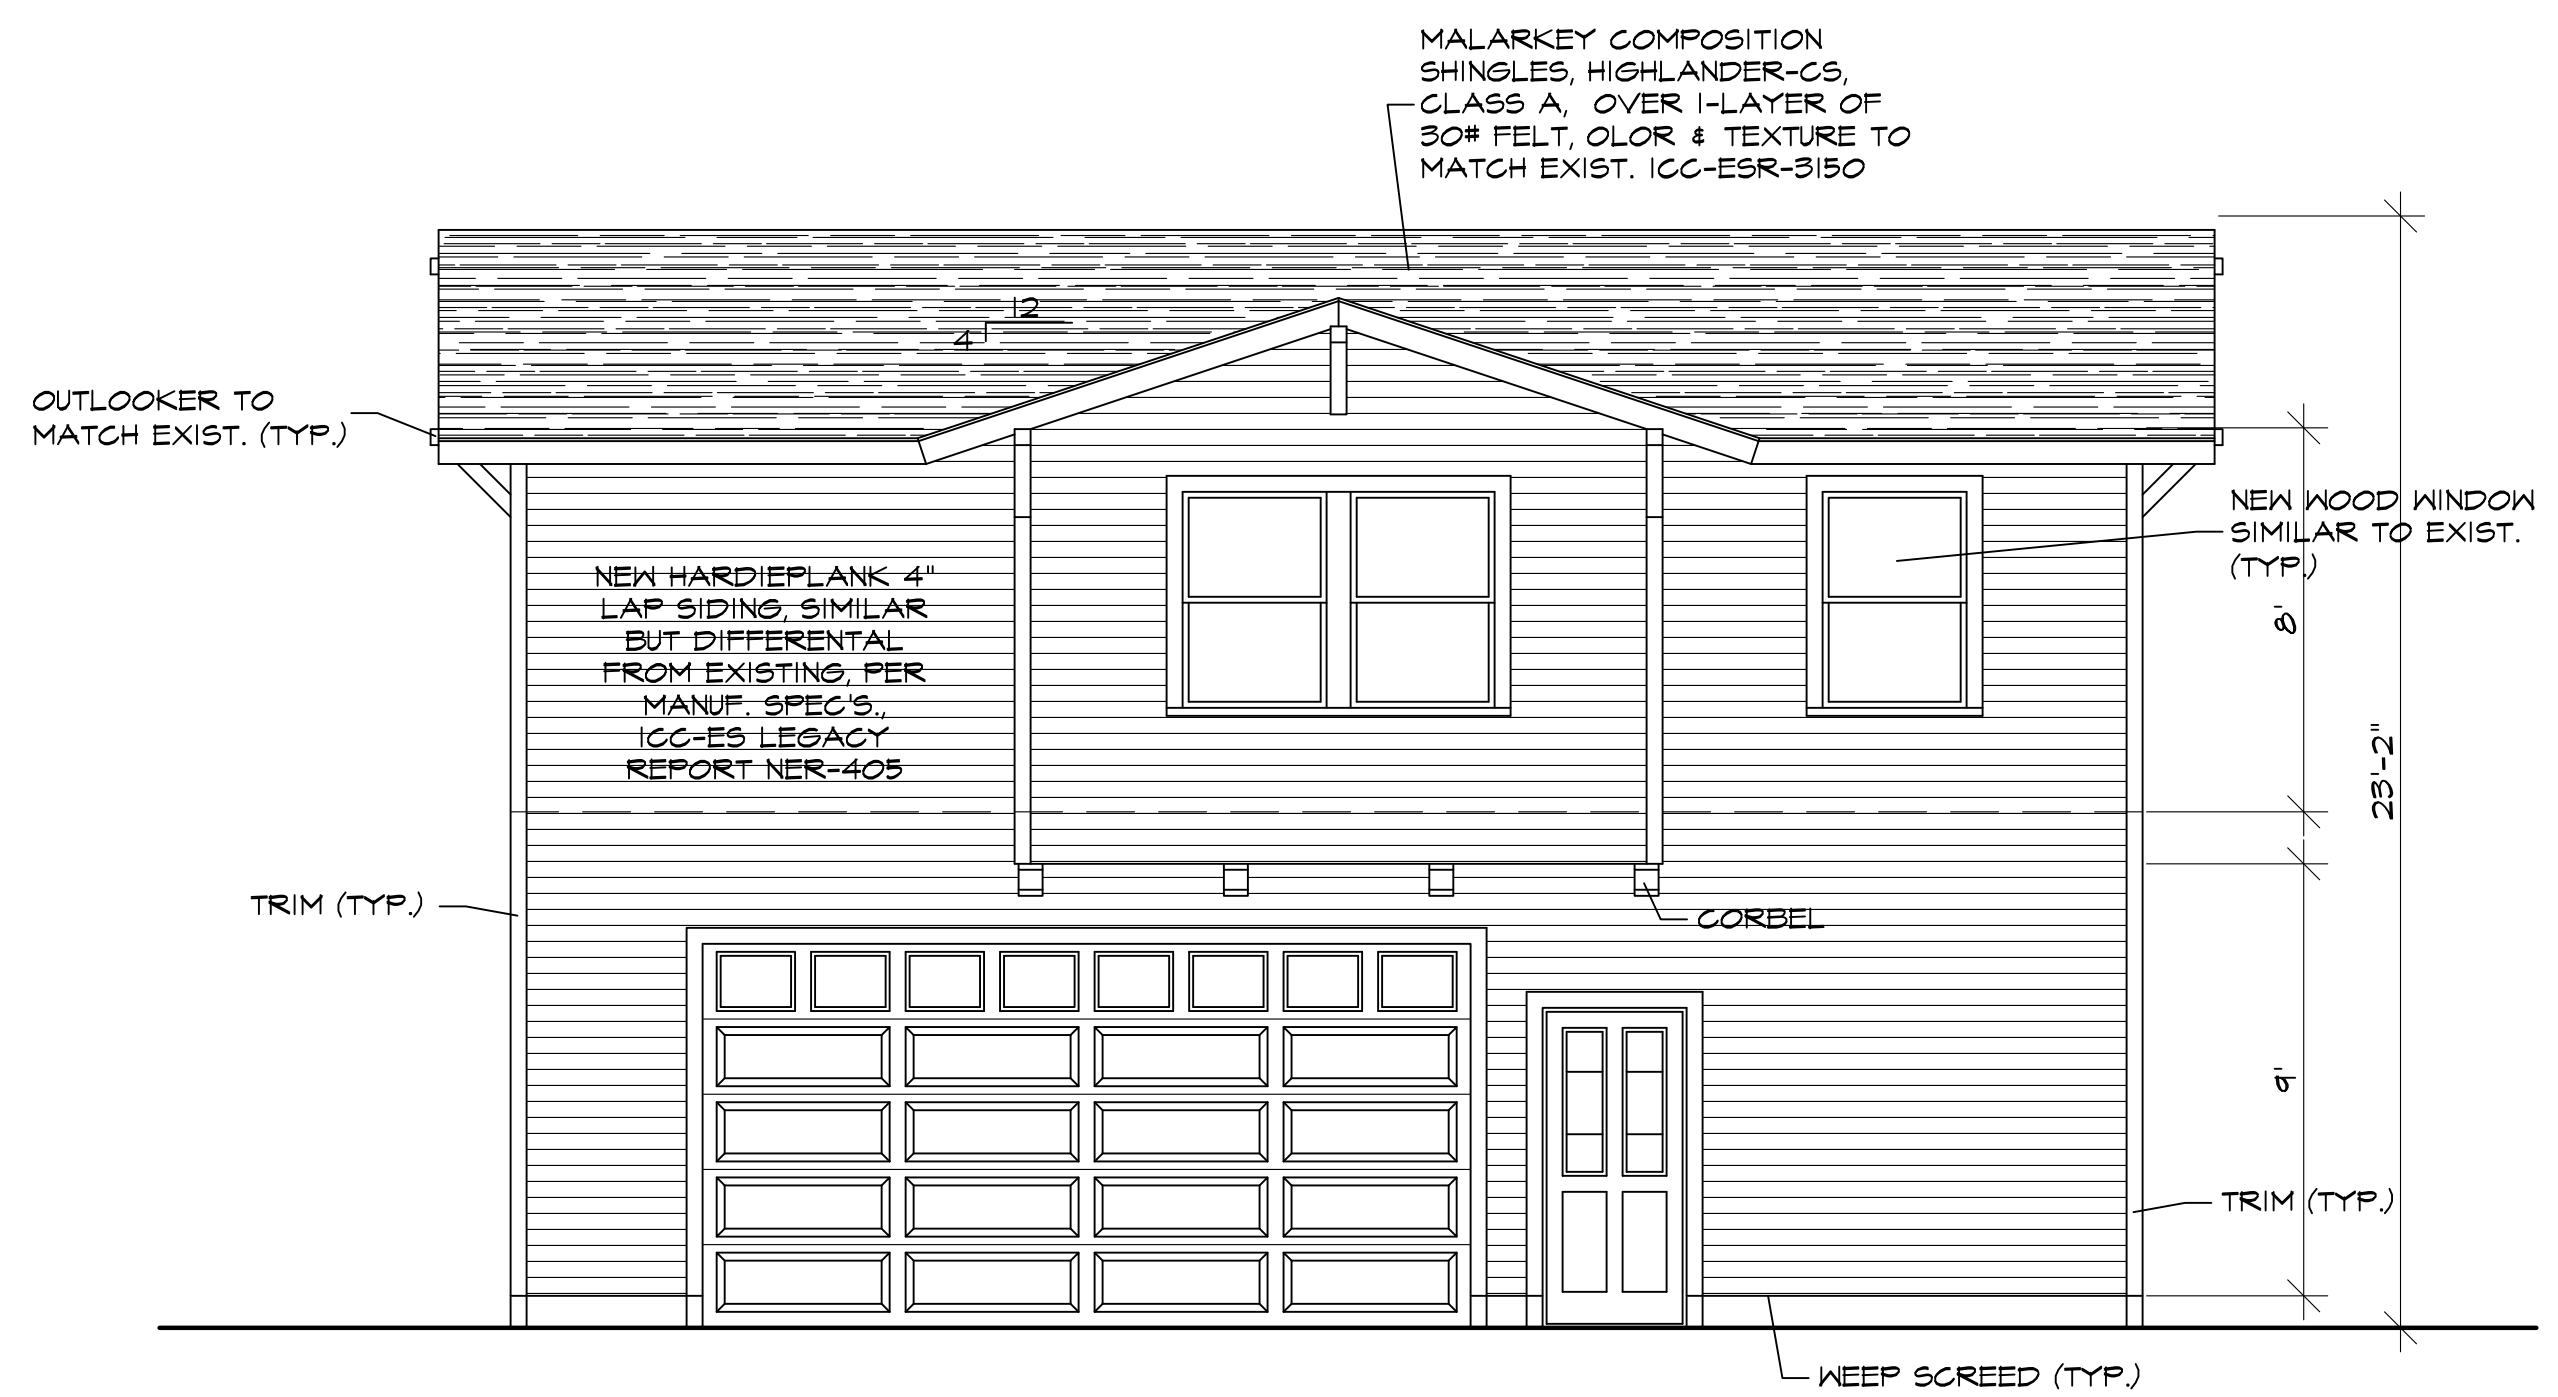 MALARKEY COMPOSITION
SHINGLES, HIGHLANDER-CS,
CLASS A, OVER 1-LAYER OF
30# FELT, OLOR & TEXTURE TO
MATCH EXIST. ICC-ESR-3150
12
4
OUTLOOKER TO
MATCH EXIST. (TYP.)
NEW WOOD WINDOW
SIMILAR TO EXIST.
(TYP.)
NEW HARDIEPLANK 4"
LAP SIDING, SIMILAR
BUT DIFFERENTAL
FROM EXISTING, PER
MANUF. SPEC'S.,
ICC-ES LEGACY
REPORT NER-405
8'
23'-2"
TRIM (TYP.)
CORBEL
9'
TRIM (TYP.)
WEEP SCREED (TYP.)